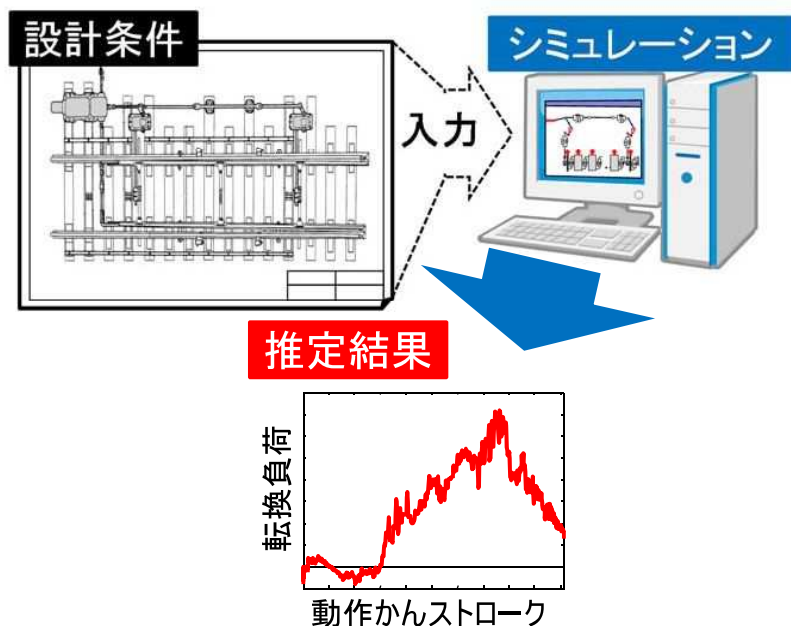 設計条件
シミュレーション
入力
推定結果
転換負荷
動作かんストローク